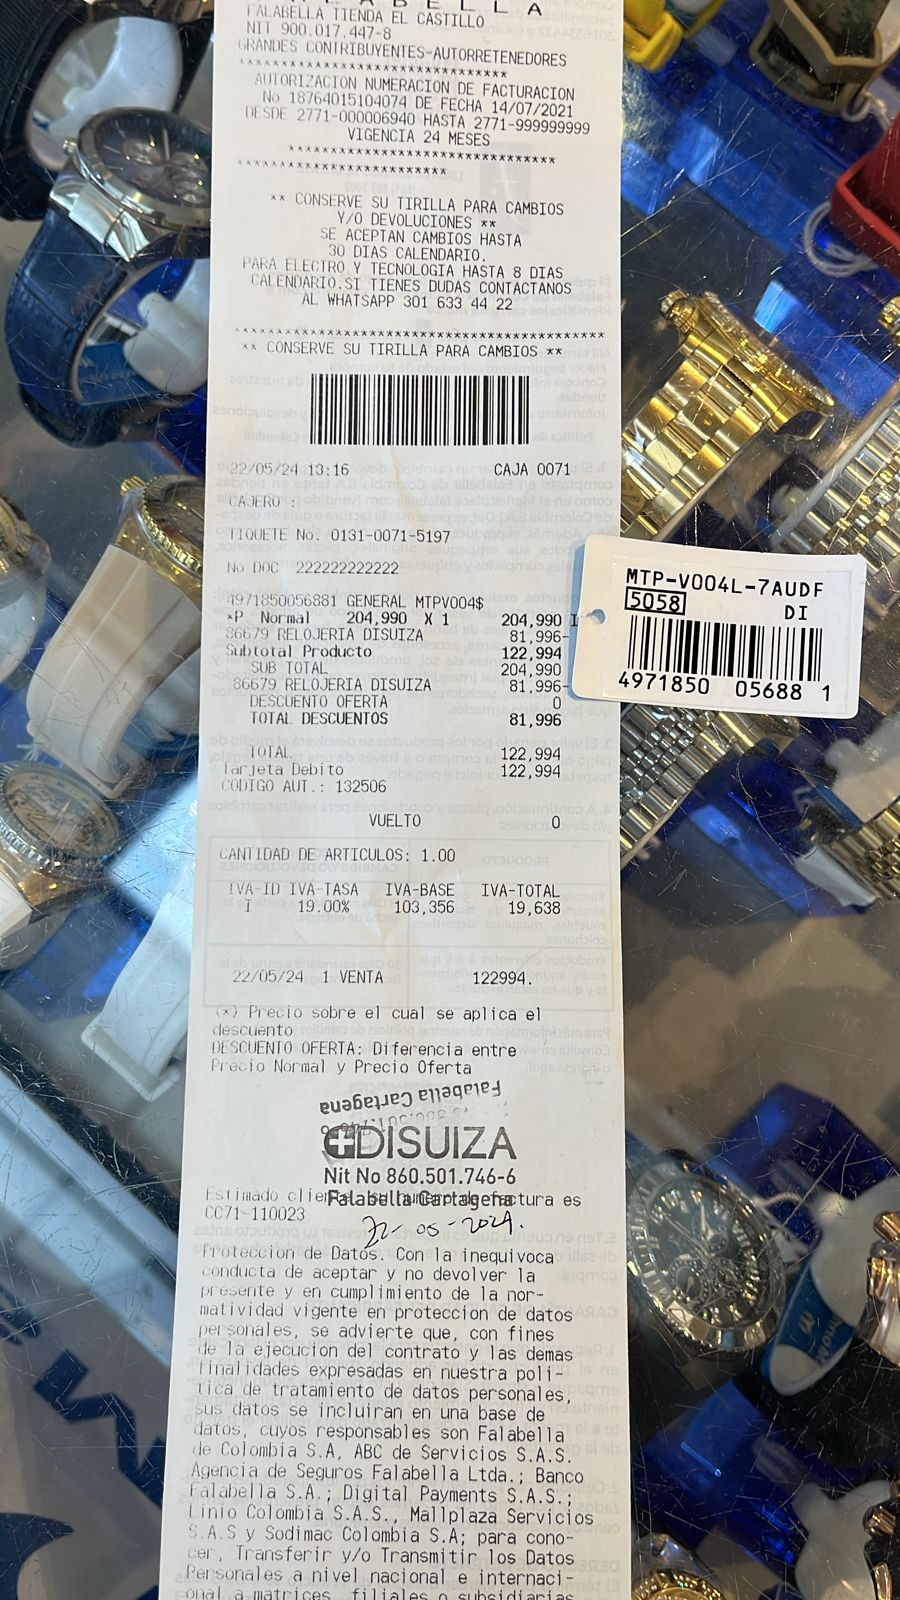 FALABELLA
FALABELLA TIENDA EL CASTILLO
NIT 900.017.447-8
GRANDES CONTRIBUYENTES-AUTORRETENEDORES
*******************************
AUTORIZACION NUMERACION DE FACTURACION
No 18764015104074 DE FECHA 14/07/2021
DESDE 2771-000006940 HASTA 2771-999999999
VIGENCIA 24 MESES
*******************************
************************
** CONSERVE SU TIRILLA PARA CAMBIOS
Y/O DEVOLUCIONES **
SE ACEPTAN CAMBIOS HASTA
30 DIAS CALENDARIO.
PARA ELECTRO Y TECNOLOGIA HASTA 8 DIAS
CALENDARIO.SI TIENES DUDAS CONTACTANOS
AL WHATSAPP 301 633 44 22
******************************************
** CONSERVE SU TIRILLA PARA CAMBIOS **
22/05/24 13:16 CAJA 0071
CAJERO :
TIQUETE No. 0131-0071-5197
No DOC 222222222222
4971850056881 GENERAL MTPV004$
*P Normal 204,990 X 1 204,990 I
86679 RELOJERIA DISUIZA 81,996-
Subtotal Producto 122,994
SUB TOTAL 204,990
86679 RELOJERIA DISUIZA 81,996-
DESCUENTO OFERTA 0
TOTAL DESCUENTOS 81,996
TOTAL 122,994
Tarjeta Debito 122,994
CODIGO AUT.: 132506
VUELTO 0
CANTIDAD DE ARTICULOS: 1.00
IVA-ID IVA-TASA IVA-BASE IVA-TOTAL
I 19.00% 103,356 19,638
22/05/24 1 VENTA 122994.
(*) Precio sobre el cual se aplica el
descuento
DESCUENTO OFERTA: Diferencia entre
Precio Normal y Precio Oferta
Falabella Cartagena
DISUIZA
Nit No 860.501.746-6
Falabella Cartagena
Estimado cliente, su numero de factura es
CC71-110023
22-05-2024.
Proteccion de Datos. Con la inequivoca
conducta de aceptar y no devolver la
presente y en cumplimiento de la nor-
matividad vigente en proteccion de datos
personales, se advierte que, con fines
de la ejecucion del contrato y las demas
finalidades expresadas en nuestra poli-
tica de tratamiento de datos personales,
sus datos se incluiran en una base de
datos, cuyos responsables son Falabella
de Colombia S.A, ABC de Servicios S.A.S.
Agencia de Seguros Falabella Ltda.; Banco
Falabella S.A.; Digital Payments S.A.S.;
Linio Colombia S.A.S., Mallplaza Servicios
S.A.S y Sodimac Colombia S.A; para cono-
cer, Transferir y/o Transmitir los Datos
Personales a nivel nacional e internaci-
onal a matrices, filiales o subsidiarias
MTP-V004L-7AUDF
5058 DI
4971850 05688 1